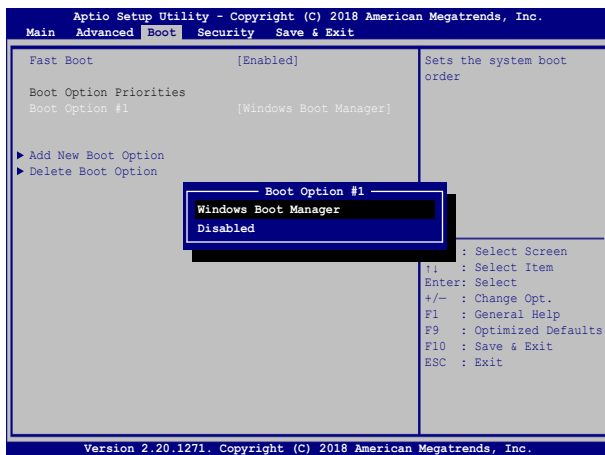 Aptio Setup Utility - Copyright (C) 2018 American Megatrends, Inc.
Main Advanced Boot Security Save & Exit
Fast Boot [Enabled]
Boot Option Priorities
Boot Option #1 [Windows Boot Manager]
Add New Boot Option
Delete Boot Option
Sets the system boot
order
Boot Option #1
Windows Boot Manager
Disabled
: Select Screen
↑↓ : Select Item
Enter: Select
+/— : Change Opt.
F1 : General Help
F9 : Optimized Defaults
F10 : Save & Exit
ESC : Exit
Version 2.20.1271. Copyright (C) 2018 American Megatrends, Inc.